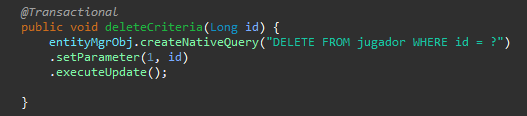 @Transactional
public void deleteCriteria(Long id) {
entityMgrObj.createNativeQuery("DELETE FROM jugador WHERE id = ?")
.setParameter(1, id)
.executeUpdate();
}